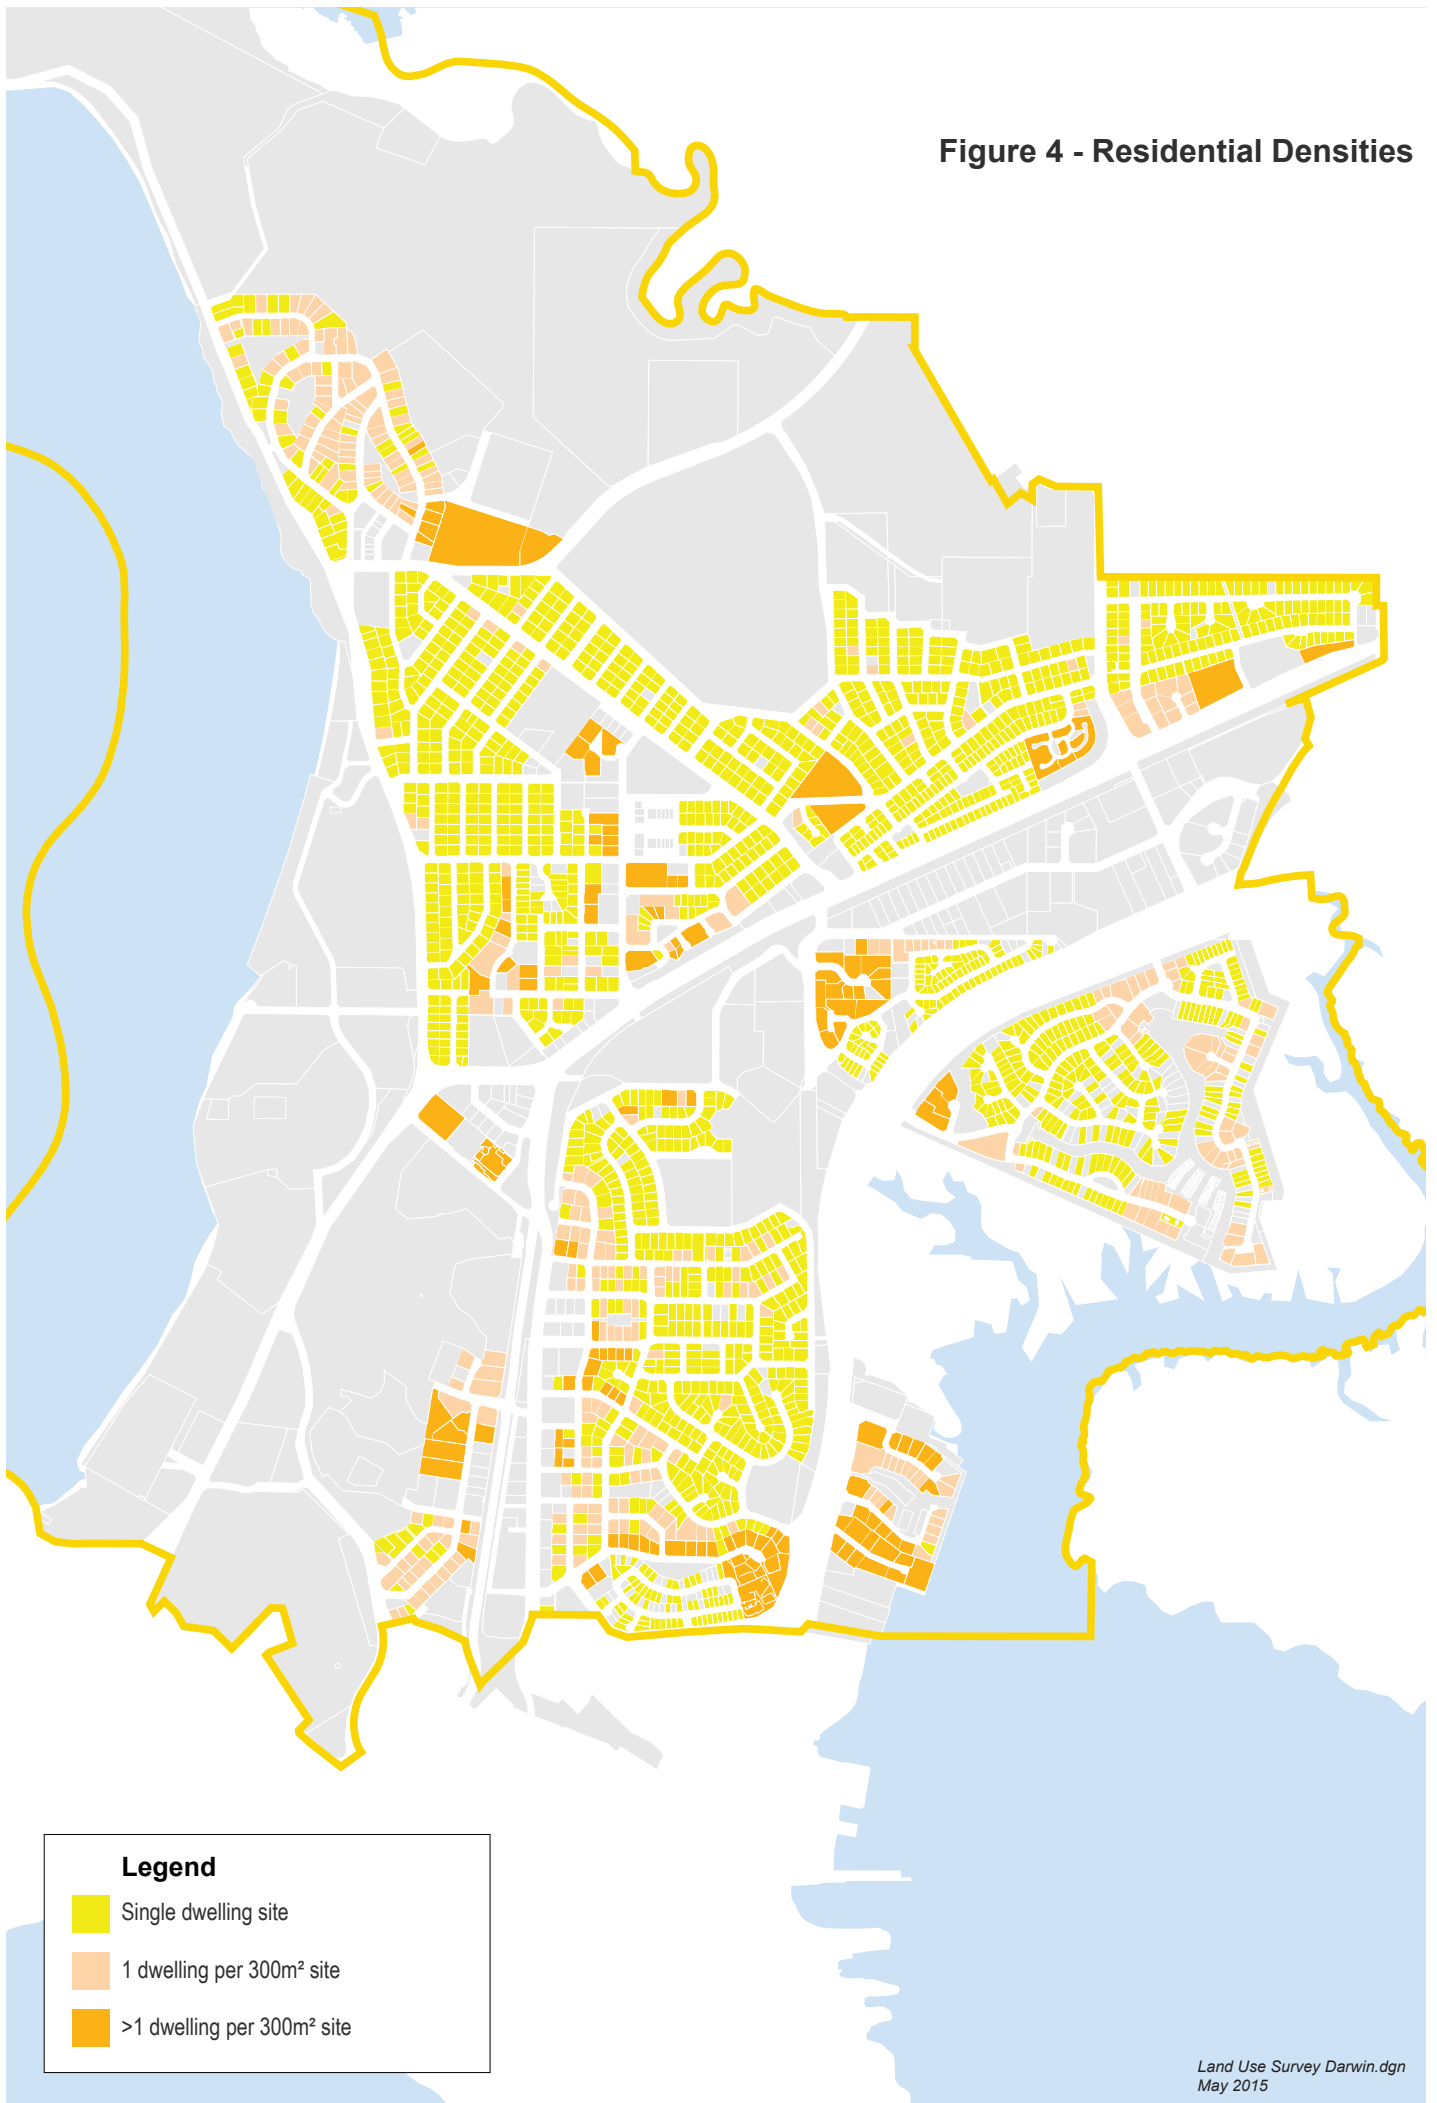 Figure 4 - Residential Densities
Legend
Single dwelling site
1 dwelling per 300m² site
>1 dwelling per 300m² site
Land Use Survey Darwin.dgn
May 2015